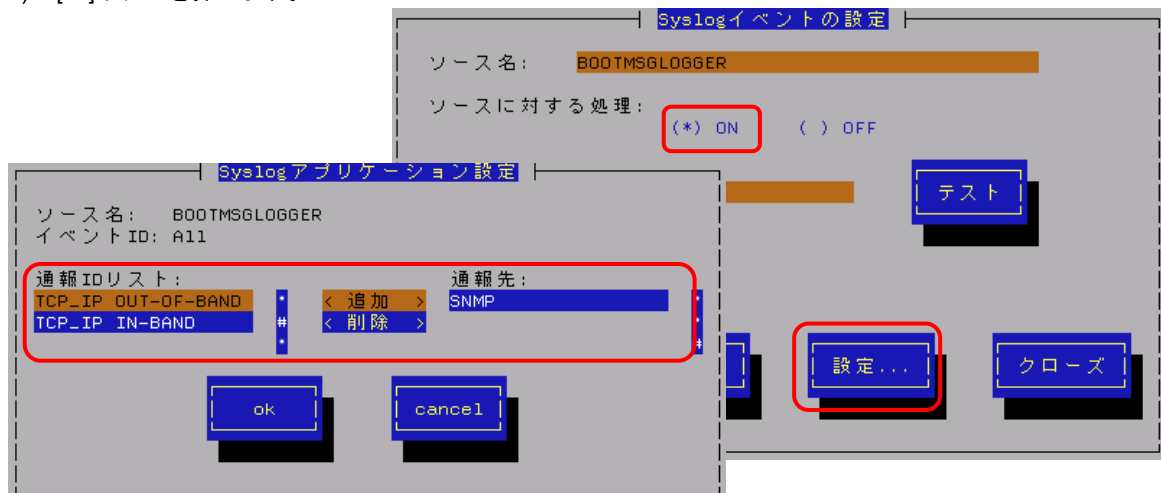 Syslogイベントの設定
ソース名: BOOTMSGLOGGER
ソースに対する処理:
(*) ON ( ) OFF
テスト
設定...
クローズ
Syslogアプリケーション設定
ソース名: BOOTMSGLOGGER
イベントID: All
通報IDリスト: 通報先:
TCP_IP OUT-OF-BAND < 追加 > SNMP
TCP_IP IN-BAND # < 削除 >
#
ok cancel